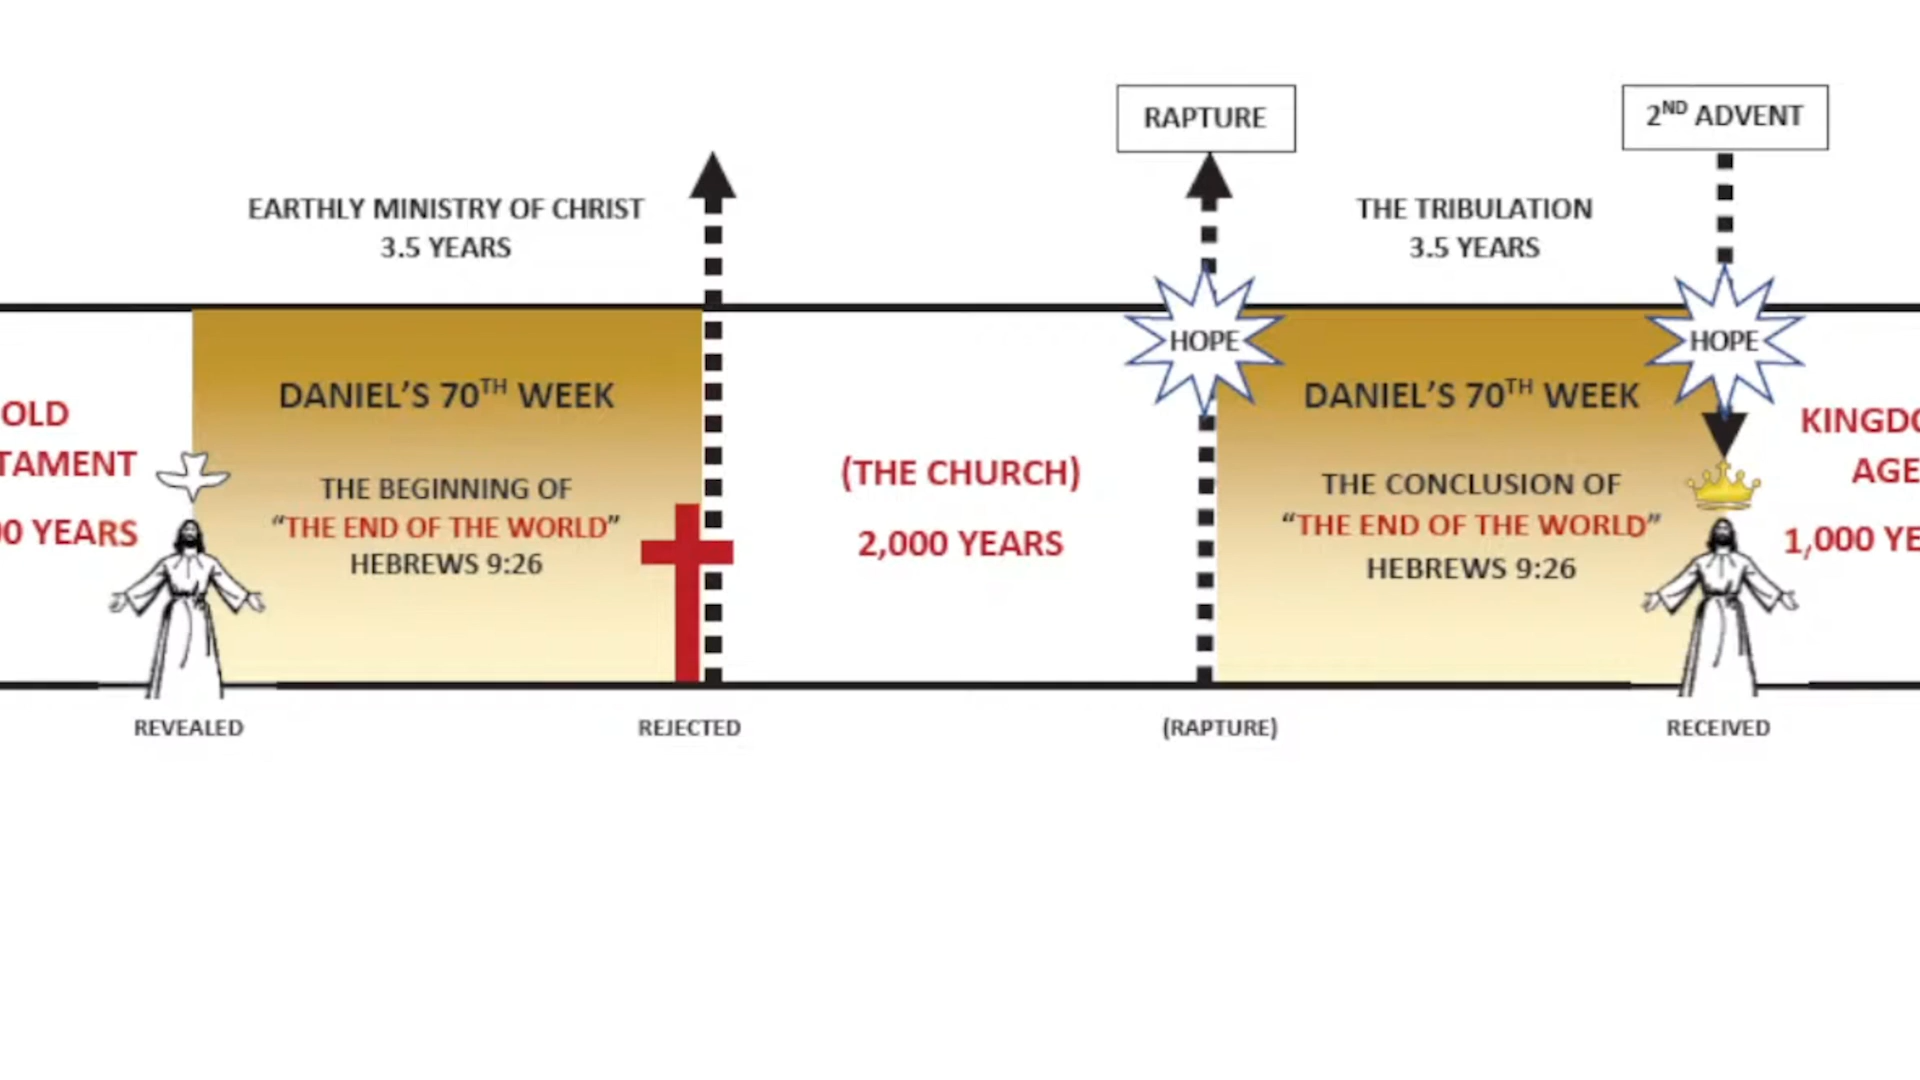 RAPTURE
2ND ADVENT
EARTHLY MINISTRY OF CHRIST
3.5 YEARS
THE TRIBULATION
3.5 YEARS
HOPE
HOPE
OLD
TAMENT
00 YEARS
DANIEL'S 70TH WEEK
THE BEGINNING OF
"THE END OF THE WORLD"
HEBREWS 9:26
(THE CHURCH)
2,000 YEARS
DANIEL'S 70TH WEEK
THE CONCLUSION OF
"THE END OF THE WORLD"
HEBREWS 9:26
KINGDO
AGE
1,000 YE
REVEALED
REJECTED
(RAPTURE)
RECEIVED